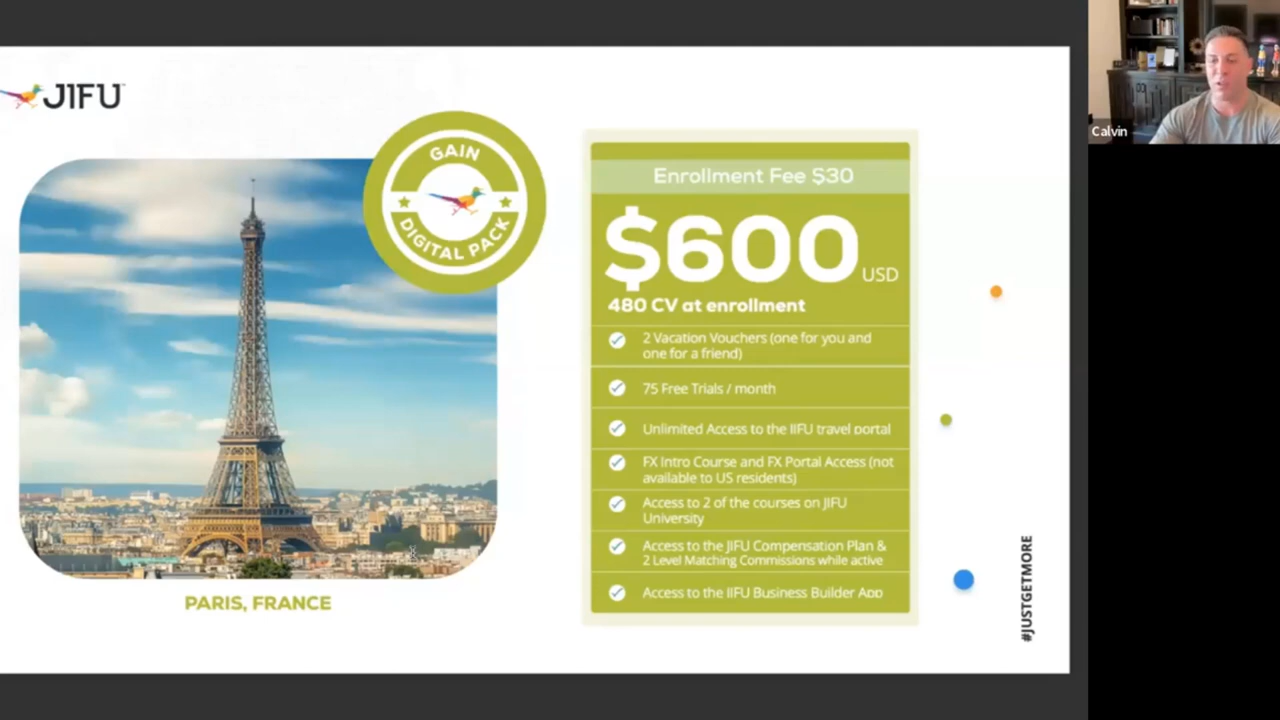 JIFU
GAIN
DIGITAL PACK
PARIS, FRANCE
Enrollment Fee $30
$600
USD
480 CV at enrollment
2 Vacation Vouchers (one for you and
one for a friend)
75 Free Trials / month
Unlimited Access to the JIFU travel portal
FX Intro Course and FX Portal Access (not
available to US residents)
Access to 2 of the courses on JIFU
University
Access to the JIFU Compensation Plan &
2 Level Matching Commissions while active
Access to the JIFU Business Builder App
#JUSTGETMORE
Calvin